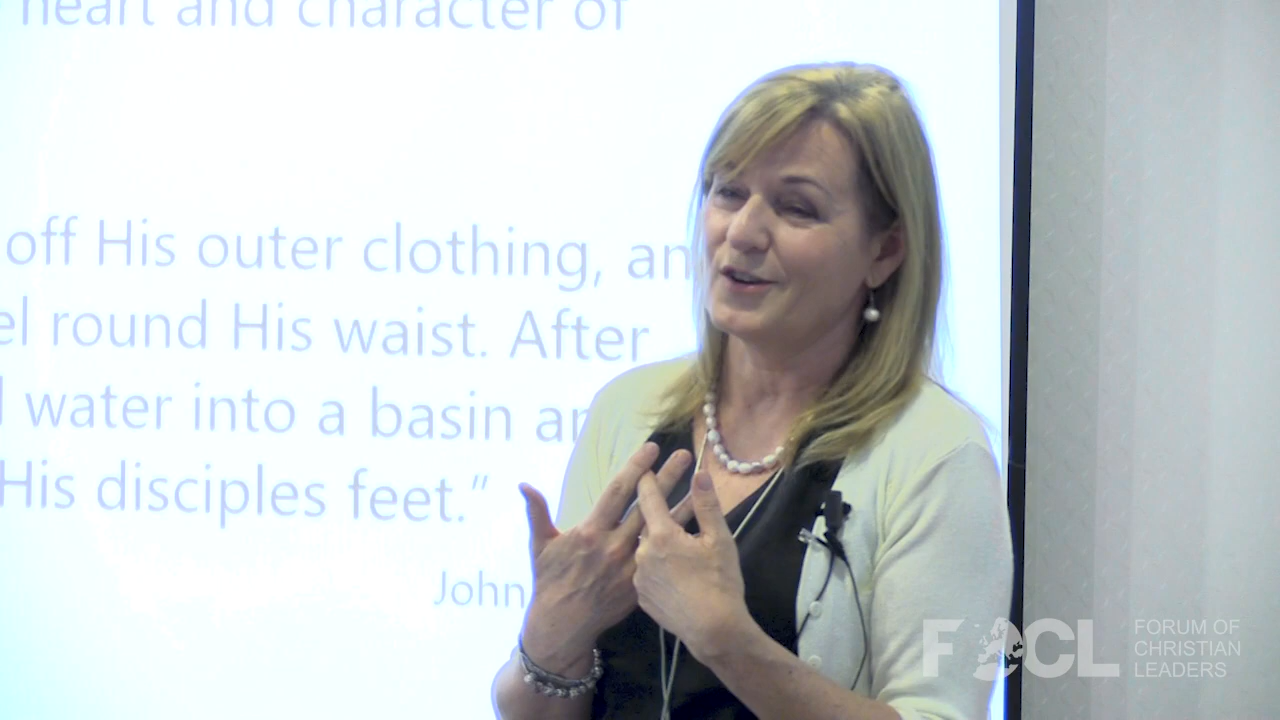 heart and character of
off His outer clothing, an
el round His waist. After
water into a basin an
His disciples feet.”
John
FOCL
FORUM OF
CHRISTIAN
LEADERS